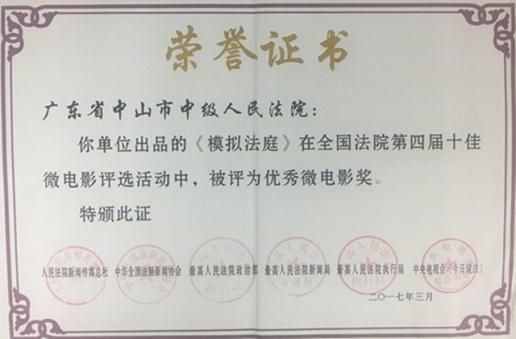 荣誉证书
广东省中山市中级人民法院：
你单位出品的《模拟法庭》在全国法院第四届十佳
微电影评选活动中，被评为优秀微电影奖。
特颁此证
人民法院新闻传媒总社 中华全国法制新闻协会 最高人民法院政治部 最高人民法院新闻局 最高人民法院执行局 中央电视台《今日说法》
二〇一七年三月